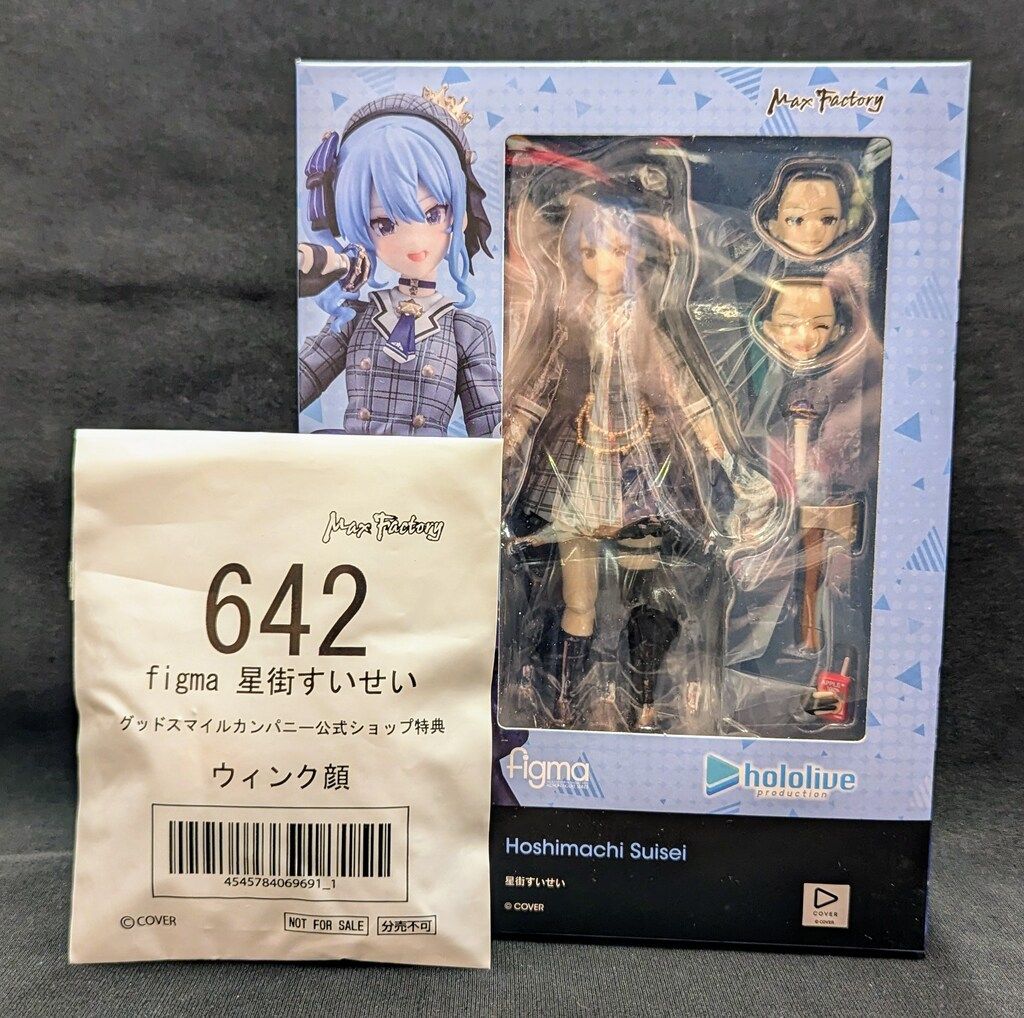 Max Factory
APPLE
figma
hololive
production
Hoshimachi Suisei
星街すいせい
© COVER
COVER
© COVER
Max Factory
642
figma 星街すいせい
グッドスマイルカンパニー公式ショップ特典
ウィンク顔
4545784069691_1
© COVER
NOT FOR SALE
分売不可